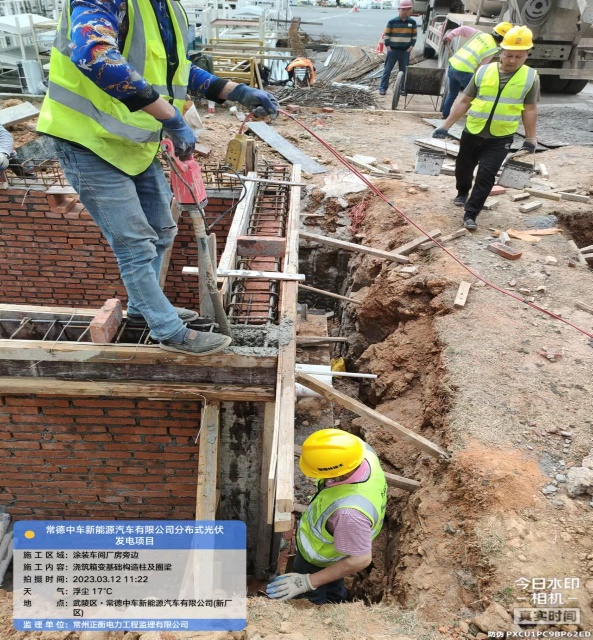 常德中车新能源汽车有限公司分布式光伏
发电项目
施工区域：涂装车间厂房旁边
施工内容：浇筑箱变基础构造柱及圈梁
拍摄时间：2023.03.12 11:22
天　　气：浮尘 17℃
地　　点：武陵区·常德中车新能源汽车有限公司(新厂
区)
监理单位：常州正衡电力工程监理有限公司
今日水印
相机
真实时间
防伪 PXCU1PC9BP62ED